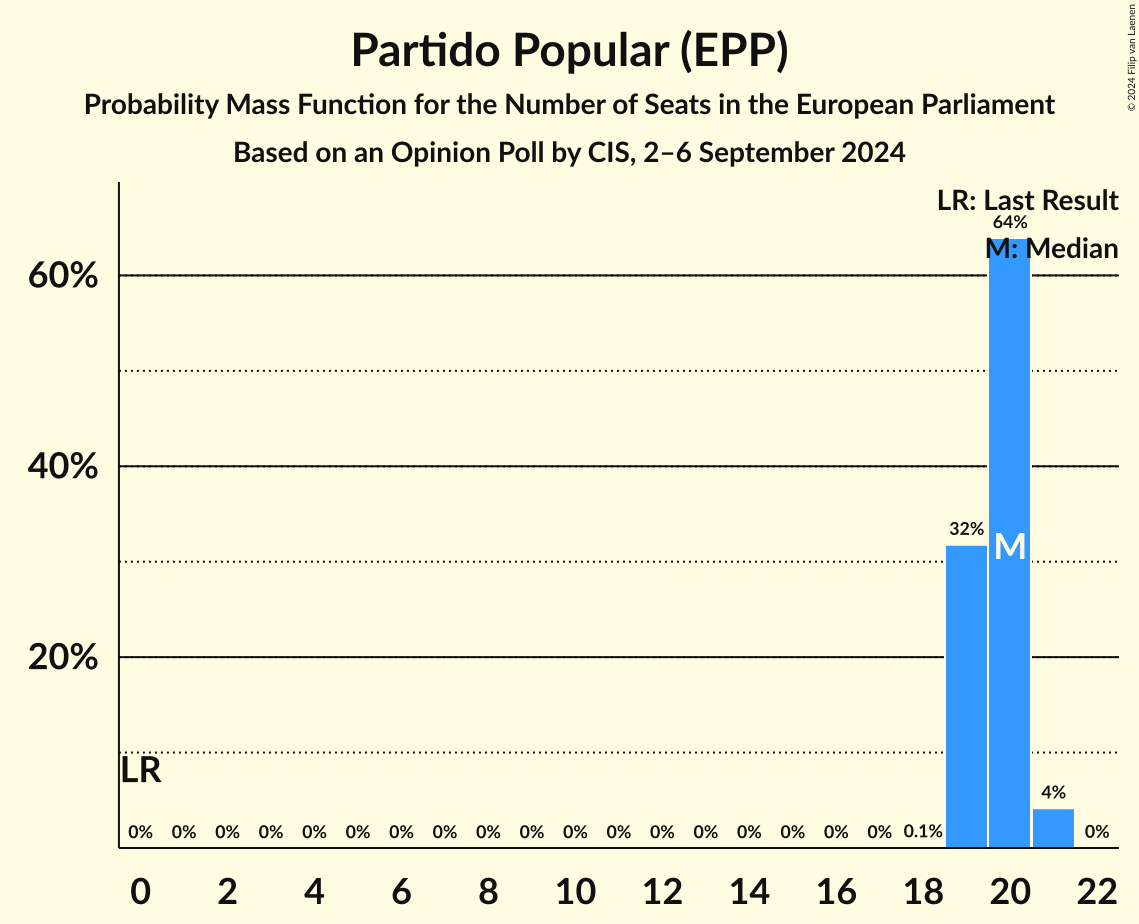 Partido Popular (EPP)
Probability Mass Function for the Number of Seats in the European Parliament
Based on an Opinion Poll by CIS, 2–6 September 2024
© 2024 Filip van Laenen
LR: Last Result
64%
M: Median
60%
40%
32%
M
20%
LR
4%
0% 0% 0% 0% 0% 0% 0% 0% 0% 0% 0% 0% 0% 0% 0% 0% 0% 0% 0.1% 0%
0 2 4 6 8 10 12 14 16 18 20 22